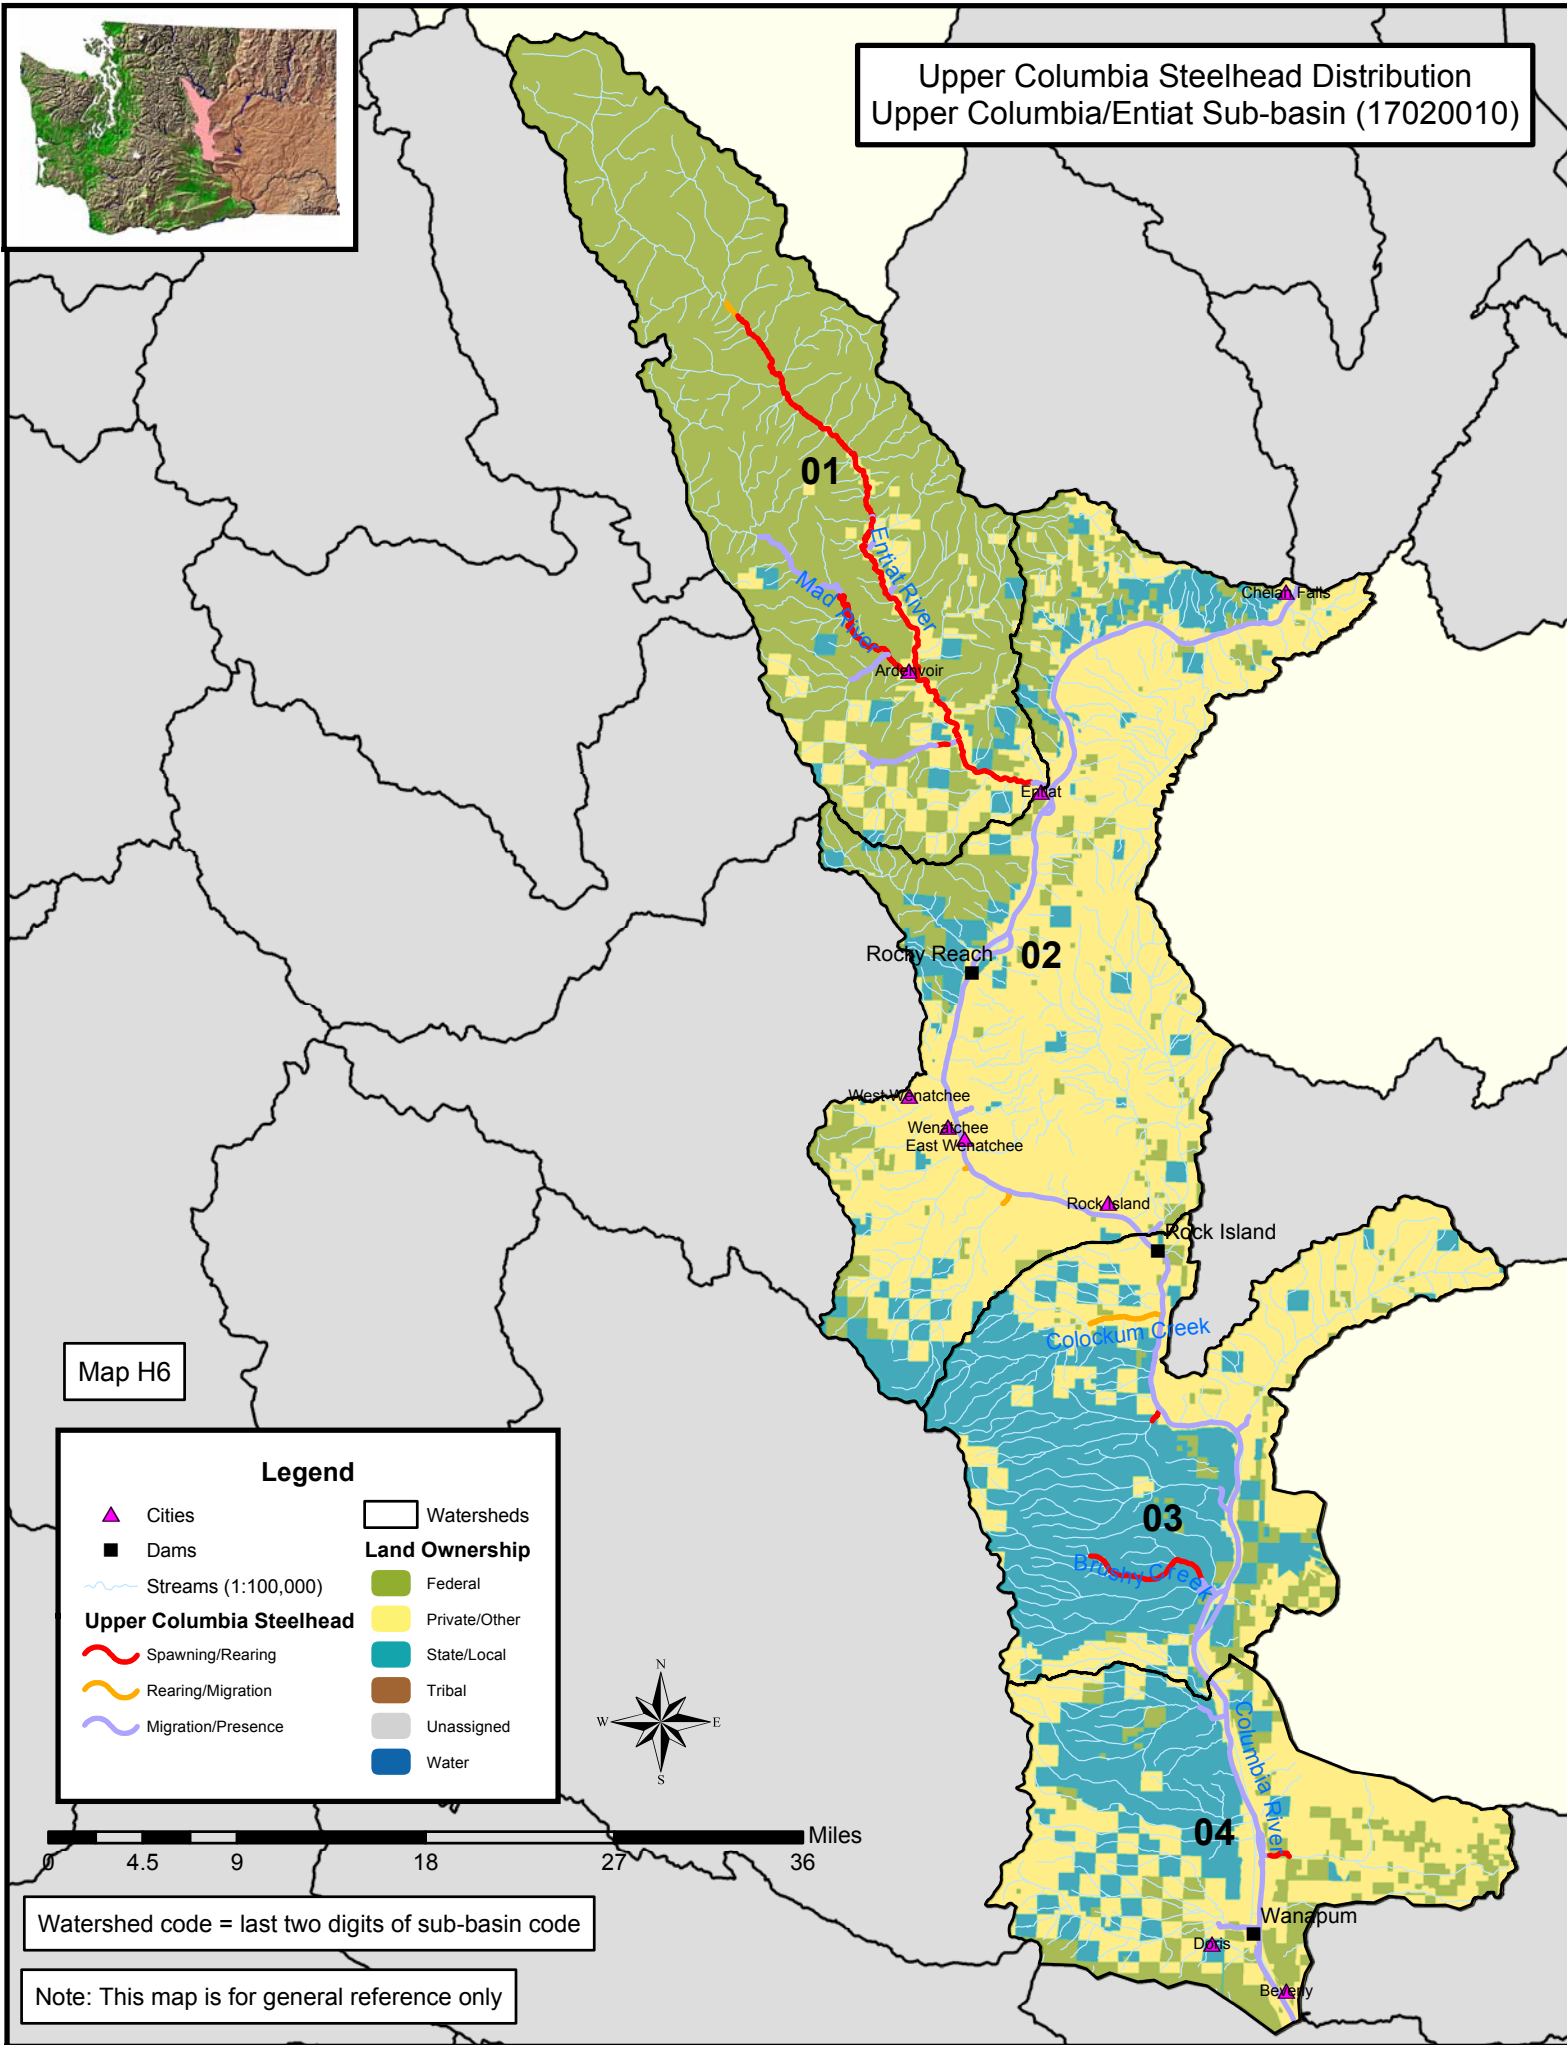 Upper Columbia Steelhead Distribution
Upper Columbia/Entiat Sub-basin (17020010)
01
Entiat River
Mad River
Chelan Falls
Ardenvoir
Entiat
Rocky Reach
02
West Wenatchee
Wenatchee
East Wenatchee
Rock Island
Rock Island
Colockum Creek
Map H6
03
Brushy Creek
Legend
Cities
Dams
Streams (1:100,000)
Upper Columbia Steelhead
Spawning/Rearing
Rearing/Migration
Migration/Presence
Watersheds
Land Ownership
Federal
Private/Other
State/Local
Tribal
Unassigned
Water
N
W
E
S
Columbia River
04
Miles
0 4.5 9 18 27 36
Watershed code = last two digits of sub-basin code
Wanapum
Doris
Note: This map is for general reference only
Beverly